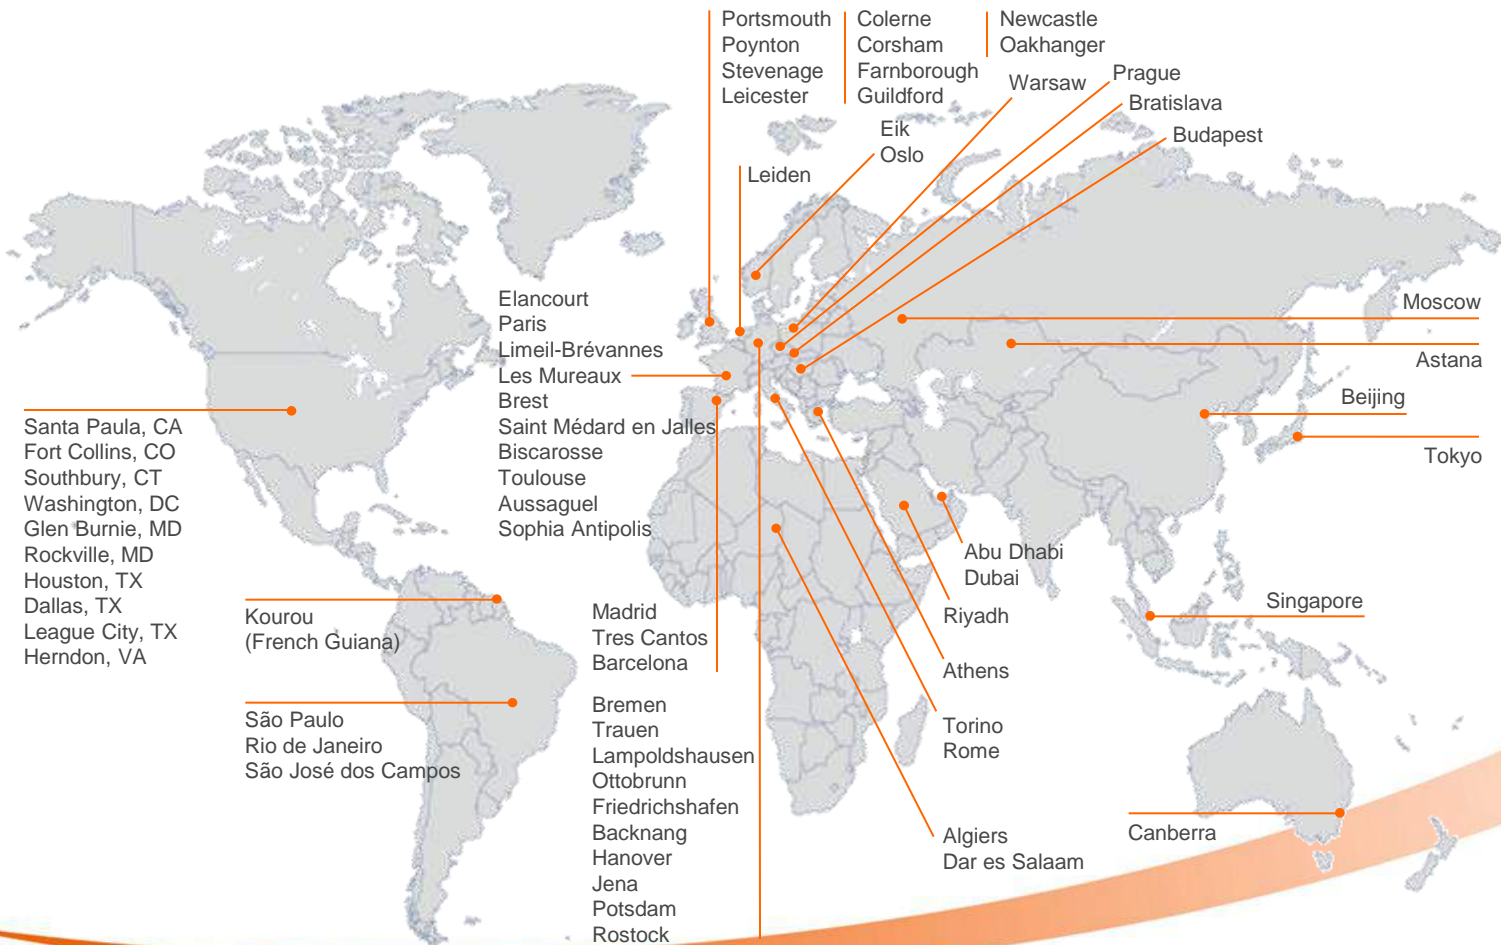 Portsmouth
Poynton
Stevenage
Leicester
Colerne
Corsham
Farnborough
Guildford
Newcastle
Oakhanger
Warsaw
Prague
Bratislava
Budapest
Eik
Oslo
Leiden
Elancourt
Paris
Limeil-Brévannes
Les Mureaux
Brest
Saint Médard en Jalles
Biscarosse
Toulouse
Aussaguel
Sophia Antipolis
Moscow
Astana
Beijing
Tokyo
Santa Paula, CA
Fort Collins, CO
Southbury, CT
Washington, DC
Glen Burnie, MD
Rockville, MD
Houston, TX
Dallas, TX
League City, TX
Herndon, VA
Kourou
(French Guiana)
São Paulo
Rio de Janeiro
São José dos Campos
Madrid
Tres Cantos
Barcelona
Bremen
Trauen
Lampoldshausen
Ottobrunn
Friedrichshafen
Backnang
Hanover
Jena
Potsdam
Rostock
Abu Dhabi
Dubai
Riyadh
Athens
Torino
Rome
Algiers
Dar es Salaam
Singapore
Canberra